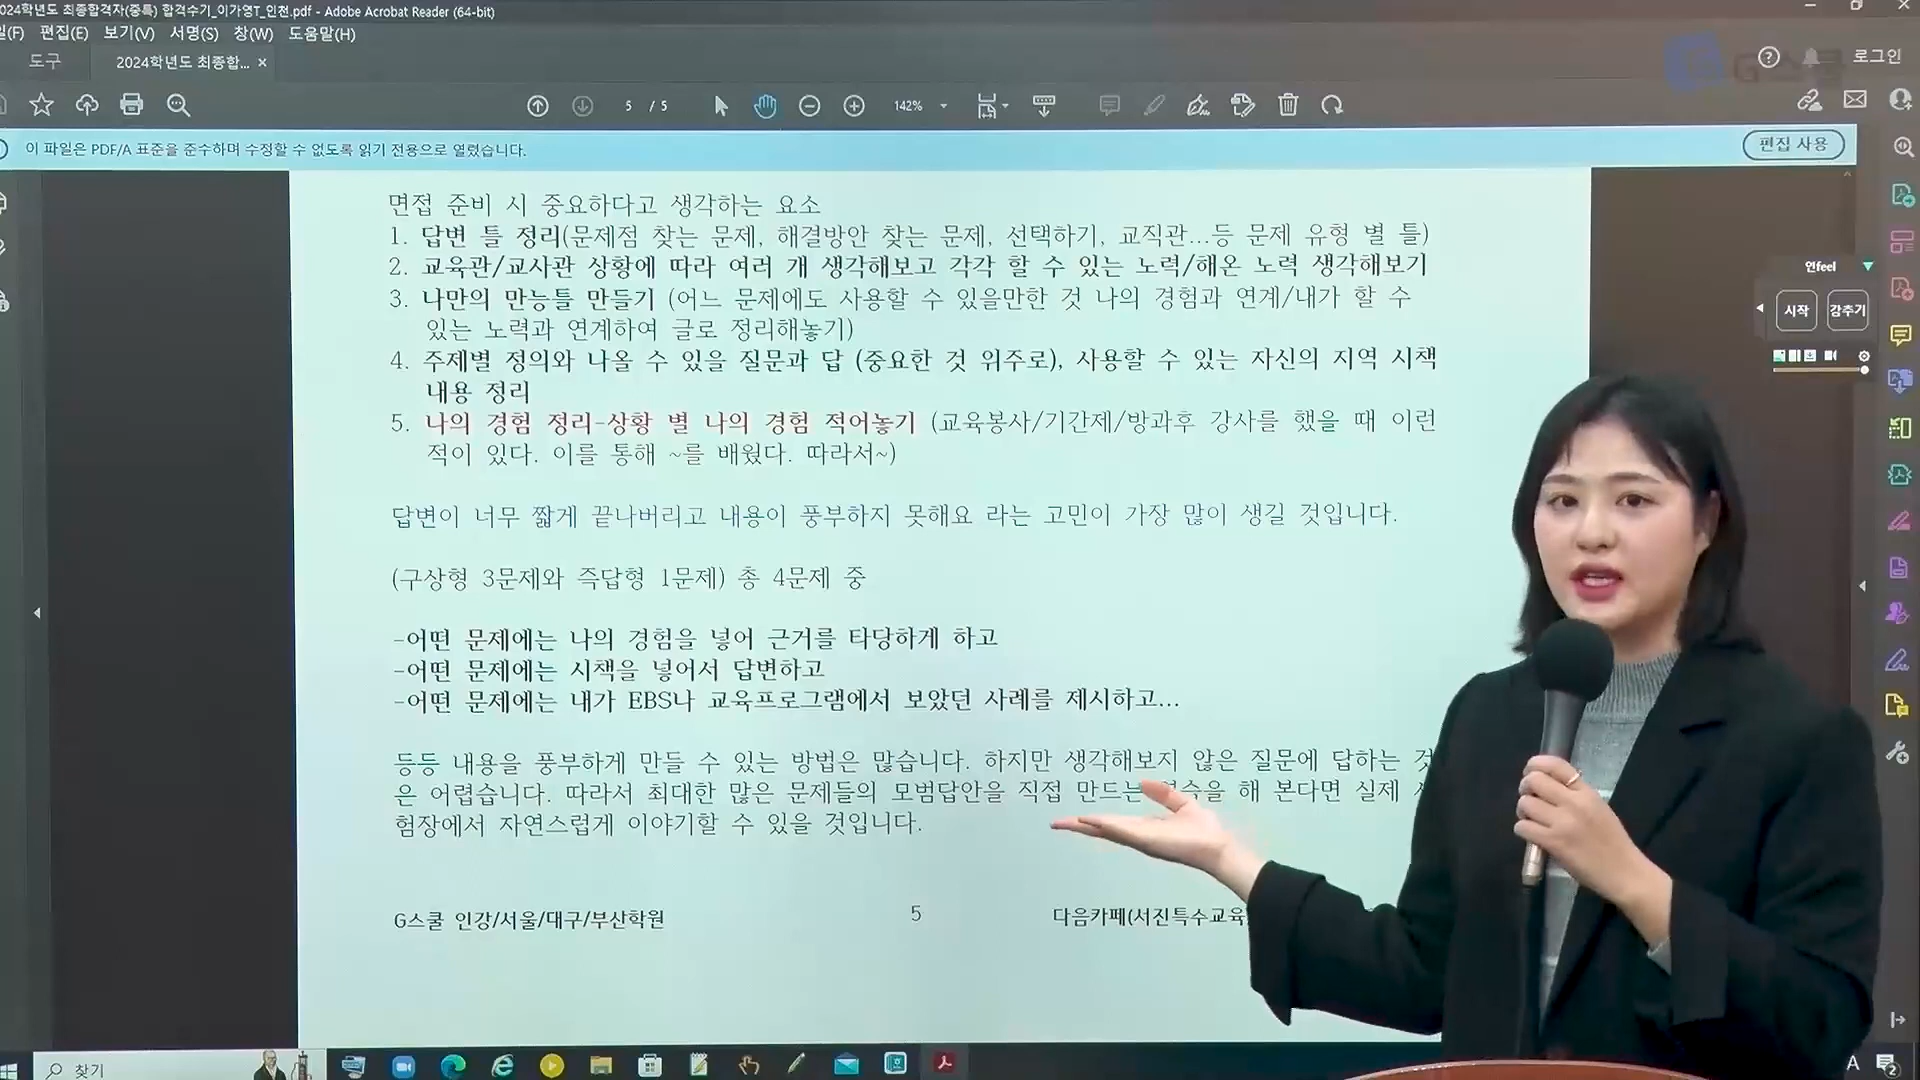 024학년도 최종합격자(중특) 합격수기_이가영T_인천.pdf - Adobe Acrobat Reader (64-bit)
일(F) 편집(E) 보기(V) 서명(S) 창(W) 도움말(H)
도구 2024학년도 최종합... × 로그인
G스쿨
5 / 5 142%
이 파일은 PDF/A 표준을 준수하며 수정할 수 없도록 읽기 전용으로 열렸습니다. 편집 사용
면접 준비 시 중요하다고 생각하는 요소
1. 답변 틀 정리(문제점 찾는 문제, 해결방안 찾는 문제, 선택하기, 교직관...등 문제 유형 별 틀)
2. 교육관/교사관 상황에 따라 여러 개 생각해보고 각각 할 수 있는 노력/해온 노력 생각해보기
3. 나만의 만능틀 만들기 (어느 문제에도 사용할 수 있을만한 것 나의 경험과 연계/내가 할 수
있는 노력과 연계하여 글로 정리해놓기)
4. 주제별 정의와 나올 수 있을 질문과 답 (중요한 것 위주로), 사용할 수 있는 자신의 지역 시책
내용 정리
5. 나의 경험 정리-상황 별 나의 경험 적어놓기 (교육봉사/기간제/방과후 강사를 했을 때 이런
적이 있다. 이를 통해 ~를 배웠다. 따라서~)
답변이 너무 짧게 끝나버리고 내용이 풍부하지 못해요 라는 고민이 가장 많이 생길 것입니다.
(구상형 3문제와 즉답형 1문제) 총 4문제 중
-어떤 문제에는 나의 경험을 넣어 근거를 타당하게 하고
-어떤 문제에는 시책을 넣어서 답변하고
-어떤 문제에는 내가 EBS나 교육프로그램에서 보았던 사례를 제시하고...
등등 내용을 풍부하게 만들 수 있는 방법은 많습니다. 하지만 생각해보지 않은 질문에 답하는 것
은 어렵습니다. 따라서 최대한 많은 문제들의 모범답안을 직접 만드는 을 해 본다면 실제
험장에서 자연스럽게 이야기할 수 있을 것입니다.
G스쿨 인강/서울/대구/부산학원 5 다음카페(서진특수교육
인feel
시작 감추기
찾기 A 2